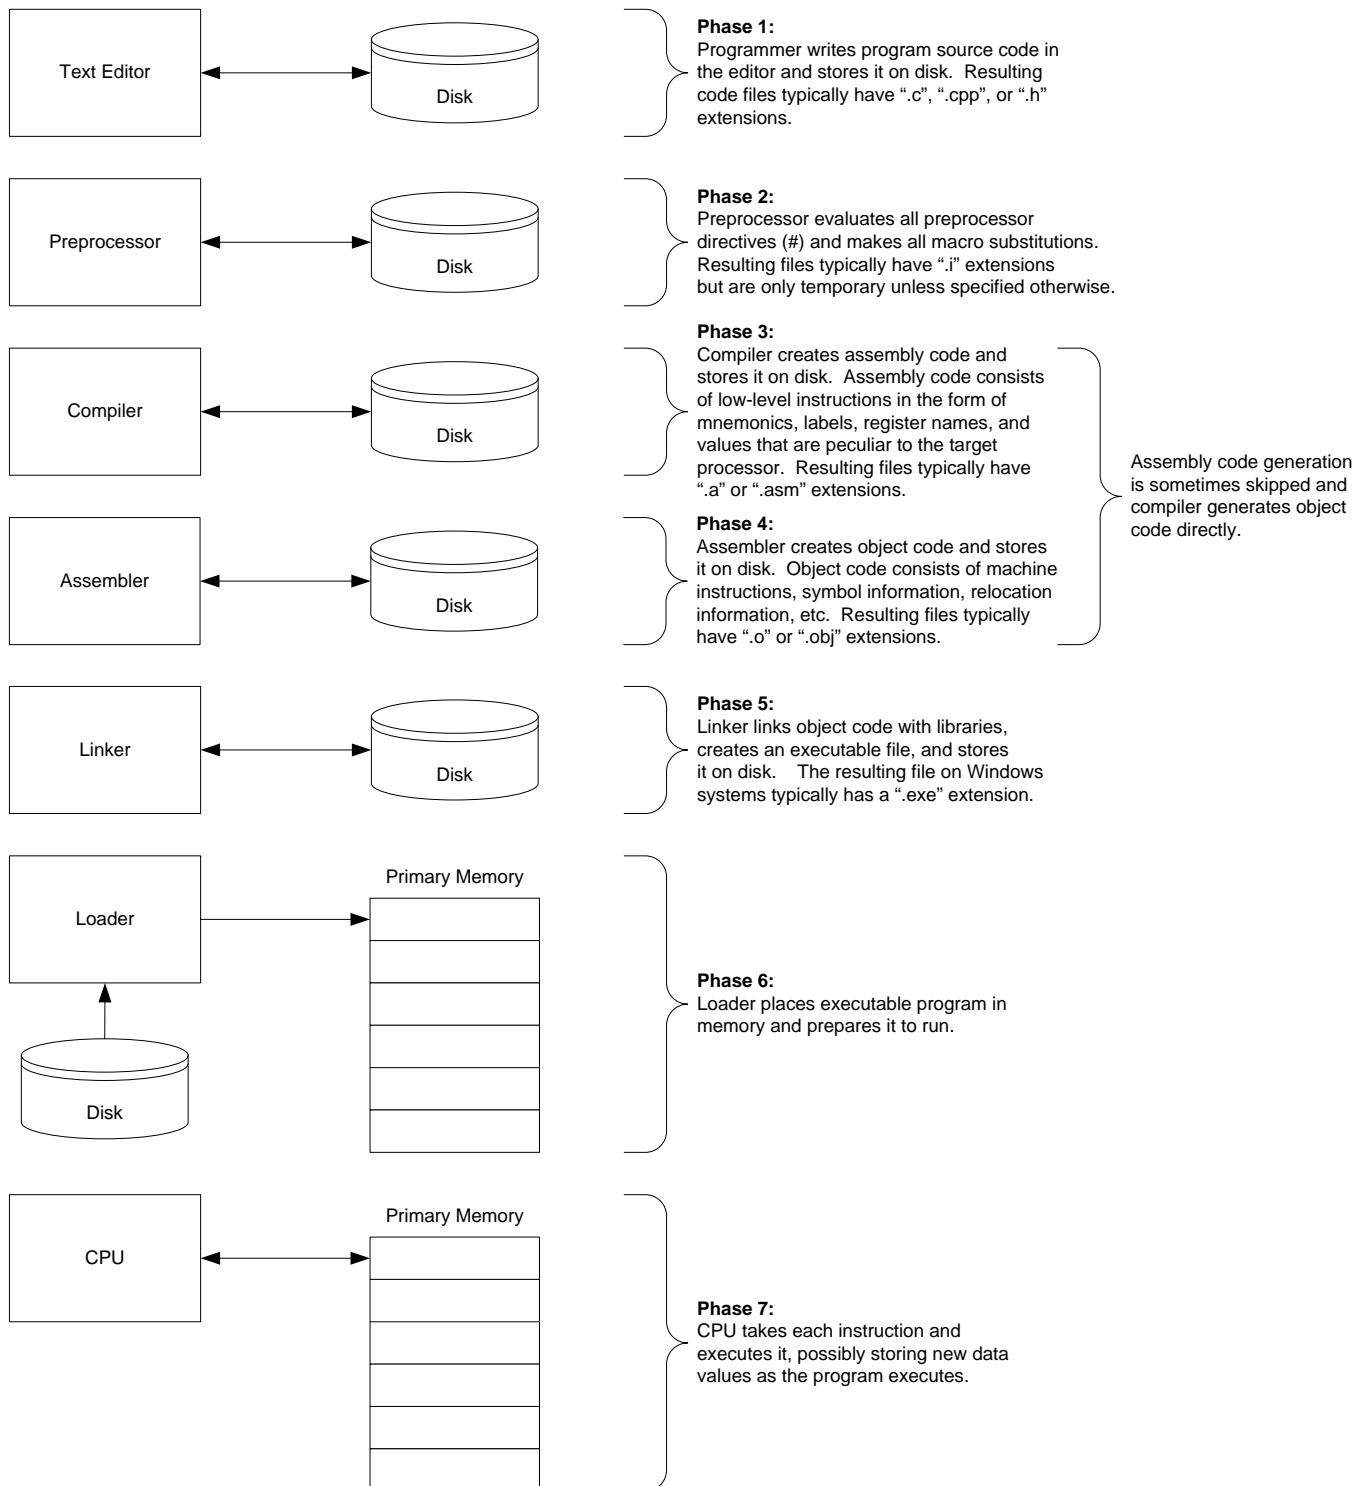 Text Editor
Disk
Phase 1:
Programmer writes program source code in
the editor and stores it on disk.  Resulting
code files typically have “.c”, “.cpp”, or “.h”
extensions.
Preprocessor
Disk
Phase 2:
Preprocessor evaluates all preprocessor
directives (#) and makes all macro substitutions.
Resulting files typically have “.i” extensions
but are only temporary unless specified otherwise.
Compiler
Disk
Phase 3:
Compiler creates assembly code and
stores it on disk.  Assembly code consists
of low-level instructions in the form of
mnemonics, labels, register names, and
values that are peculiar to the target
processor.  Resulting files typically have
“.a” or “.asm” extensions.
Assembler
Disk
Phase 4:
Assembler creates object code and stores
it on disk.  Object code consists of machine
instructions, symbol information, relocation
information, etc.  Resulting files typically
have “.o” or “.obj” extensions.
Assembly code generation
is sometimes skipped and
compiler generates object
code directly.
Linker
Disk
Phase 5:
Linker links object code with libraries,
creates an executable file, and stores
it on disk.    The resulting file on Windows
systems typically has a “.exe” extension.
Loader
Disk
Primary Memory
Phase 6:
Loader places executable program in
memory and prepares it to run.
CPU
Primary Memory
Phase 7:
CPU takes each instruction and
executes it, possibly storing new data
values as the program executes.